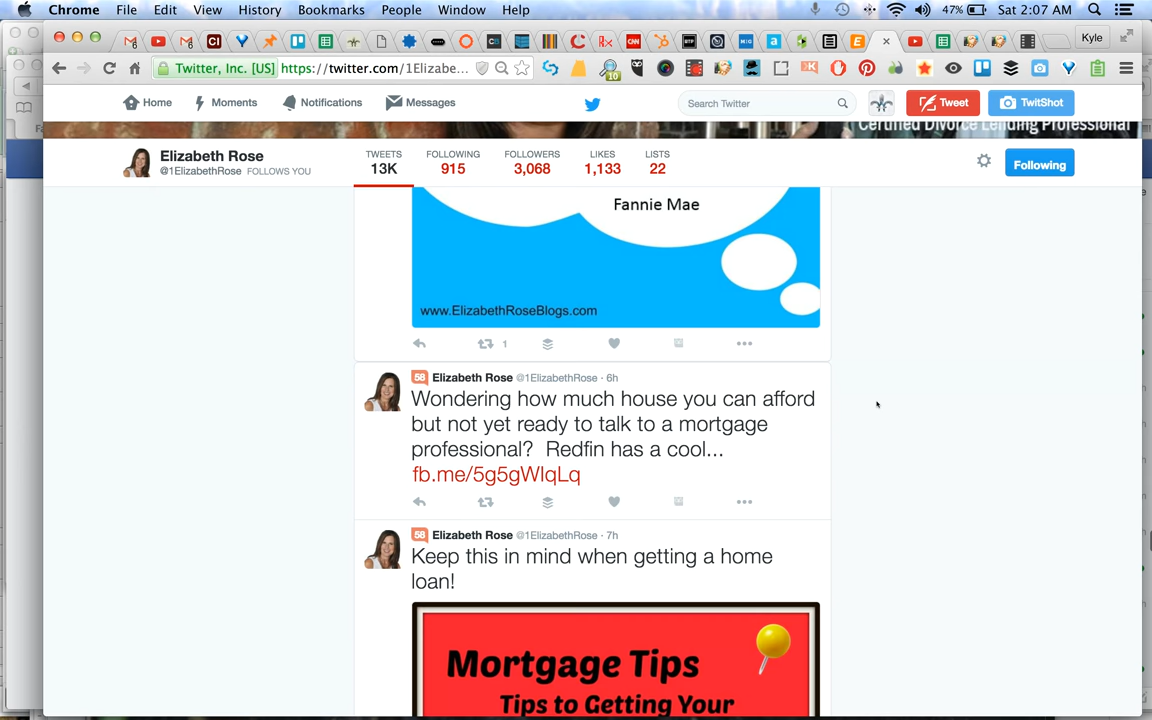 Chrome File Edit View History Bookmarks People Window Help 47% Sat 2:07 AM
Kyle
Twitter, Inc. [US] https://twitter.com/1Elizabe...
Home Moments Notifications Messages Search Twitter Tweet TwitShot
Certified Divorce Lending Professional
Elizabeth Rose
@1ElizabethRose FOLLOWS YOU
TWEETS FOLLOWING FOLLOWERS LIKES LISTS
13K 915 3,068 1,133 22
Following
Fannie Mae
www.ElizabethRoseBlogs.com
1
58 Elizabeth Rose @1ElizabethRose · 6h
Wondering how much house you can afford
but not yet ready to talk to a mortgage
professional? Redfin has a cool...
fb.me/5g5gWIqLq
58 Elizabeth Rose @1ElizabethRose · 7h
Keep this in mind when getting a home
loan!
Mortgage Tips
Tips to Getting Your